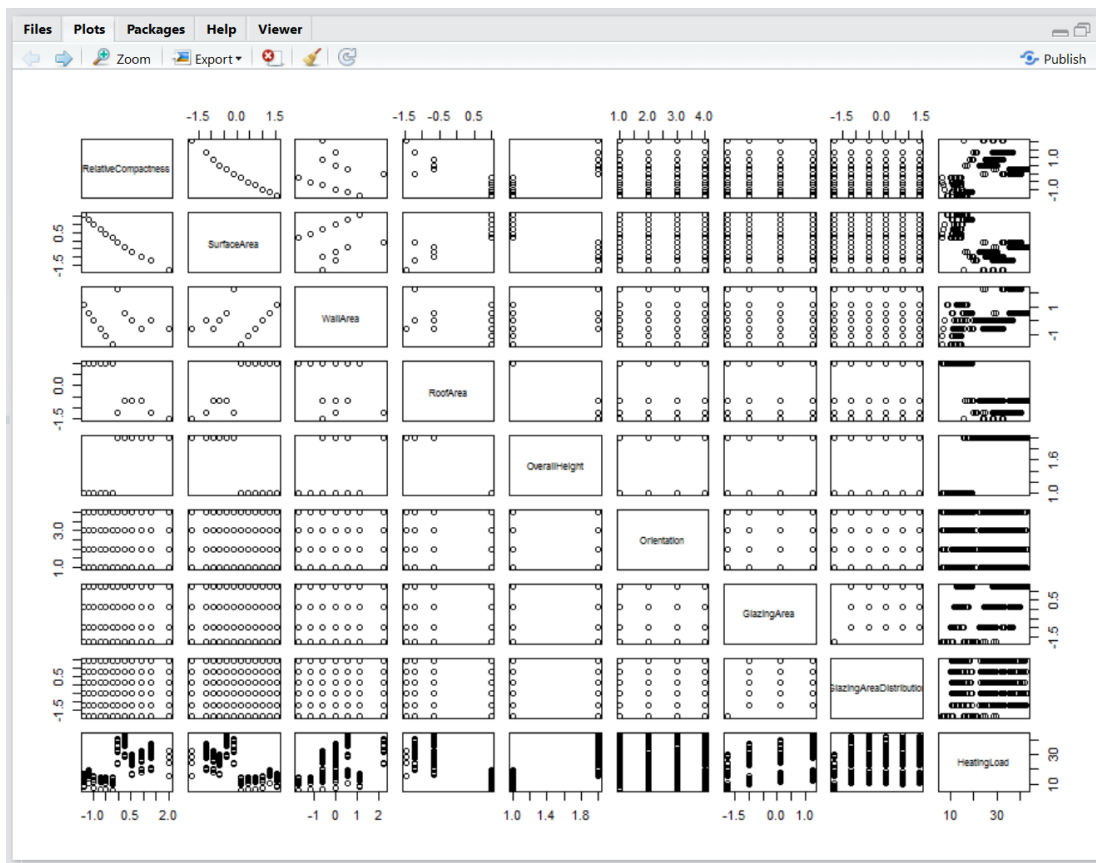 Files Plots Packages Help Viewer
Zoom Export Publish
-1.5 0.0 1.5 -1.5 -0.5 0.5 1.0 2.0 3.0 4.0 -1.5 0.0 1.5
RelativeCompactness -1.0 1.0
-1.5 0.5 SurfaceArea
WallArea -1 1
-1.5 0.0 RoofArea
OverallHeight 1.0 1.6
1.0 3.0 Orientation
GlazingArea -1.5 0.5
-1.5 0.5 GlazingAreaDistributio
HeatingLoad 10 30
-1.0 0.5 2.0 -1 0 1 2 1.0 1.4 1.8 -1.5 0.0 1.0 10 30